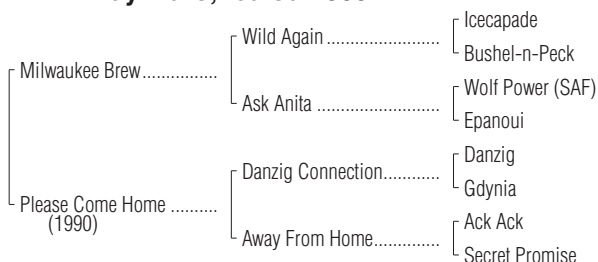 Icecapade
Wild Again.......................
Bushel-n-Peck
Milwaukee Brew...............
Wolf Power (SAF)
Ask Anita .........................
Epanoui
Danzig
Danzig Connection............
Gdynia
Please Come Home ..........
(1990)
Ack Ack
Away From Home..............
Secret Promise